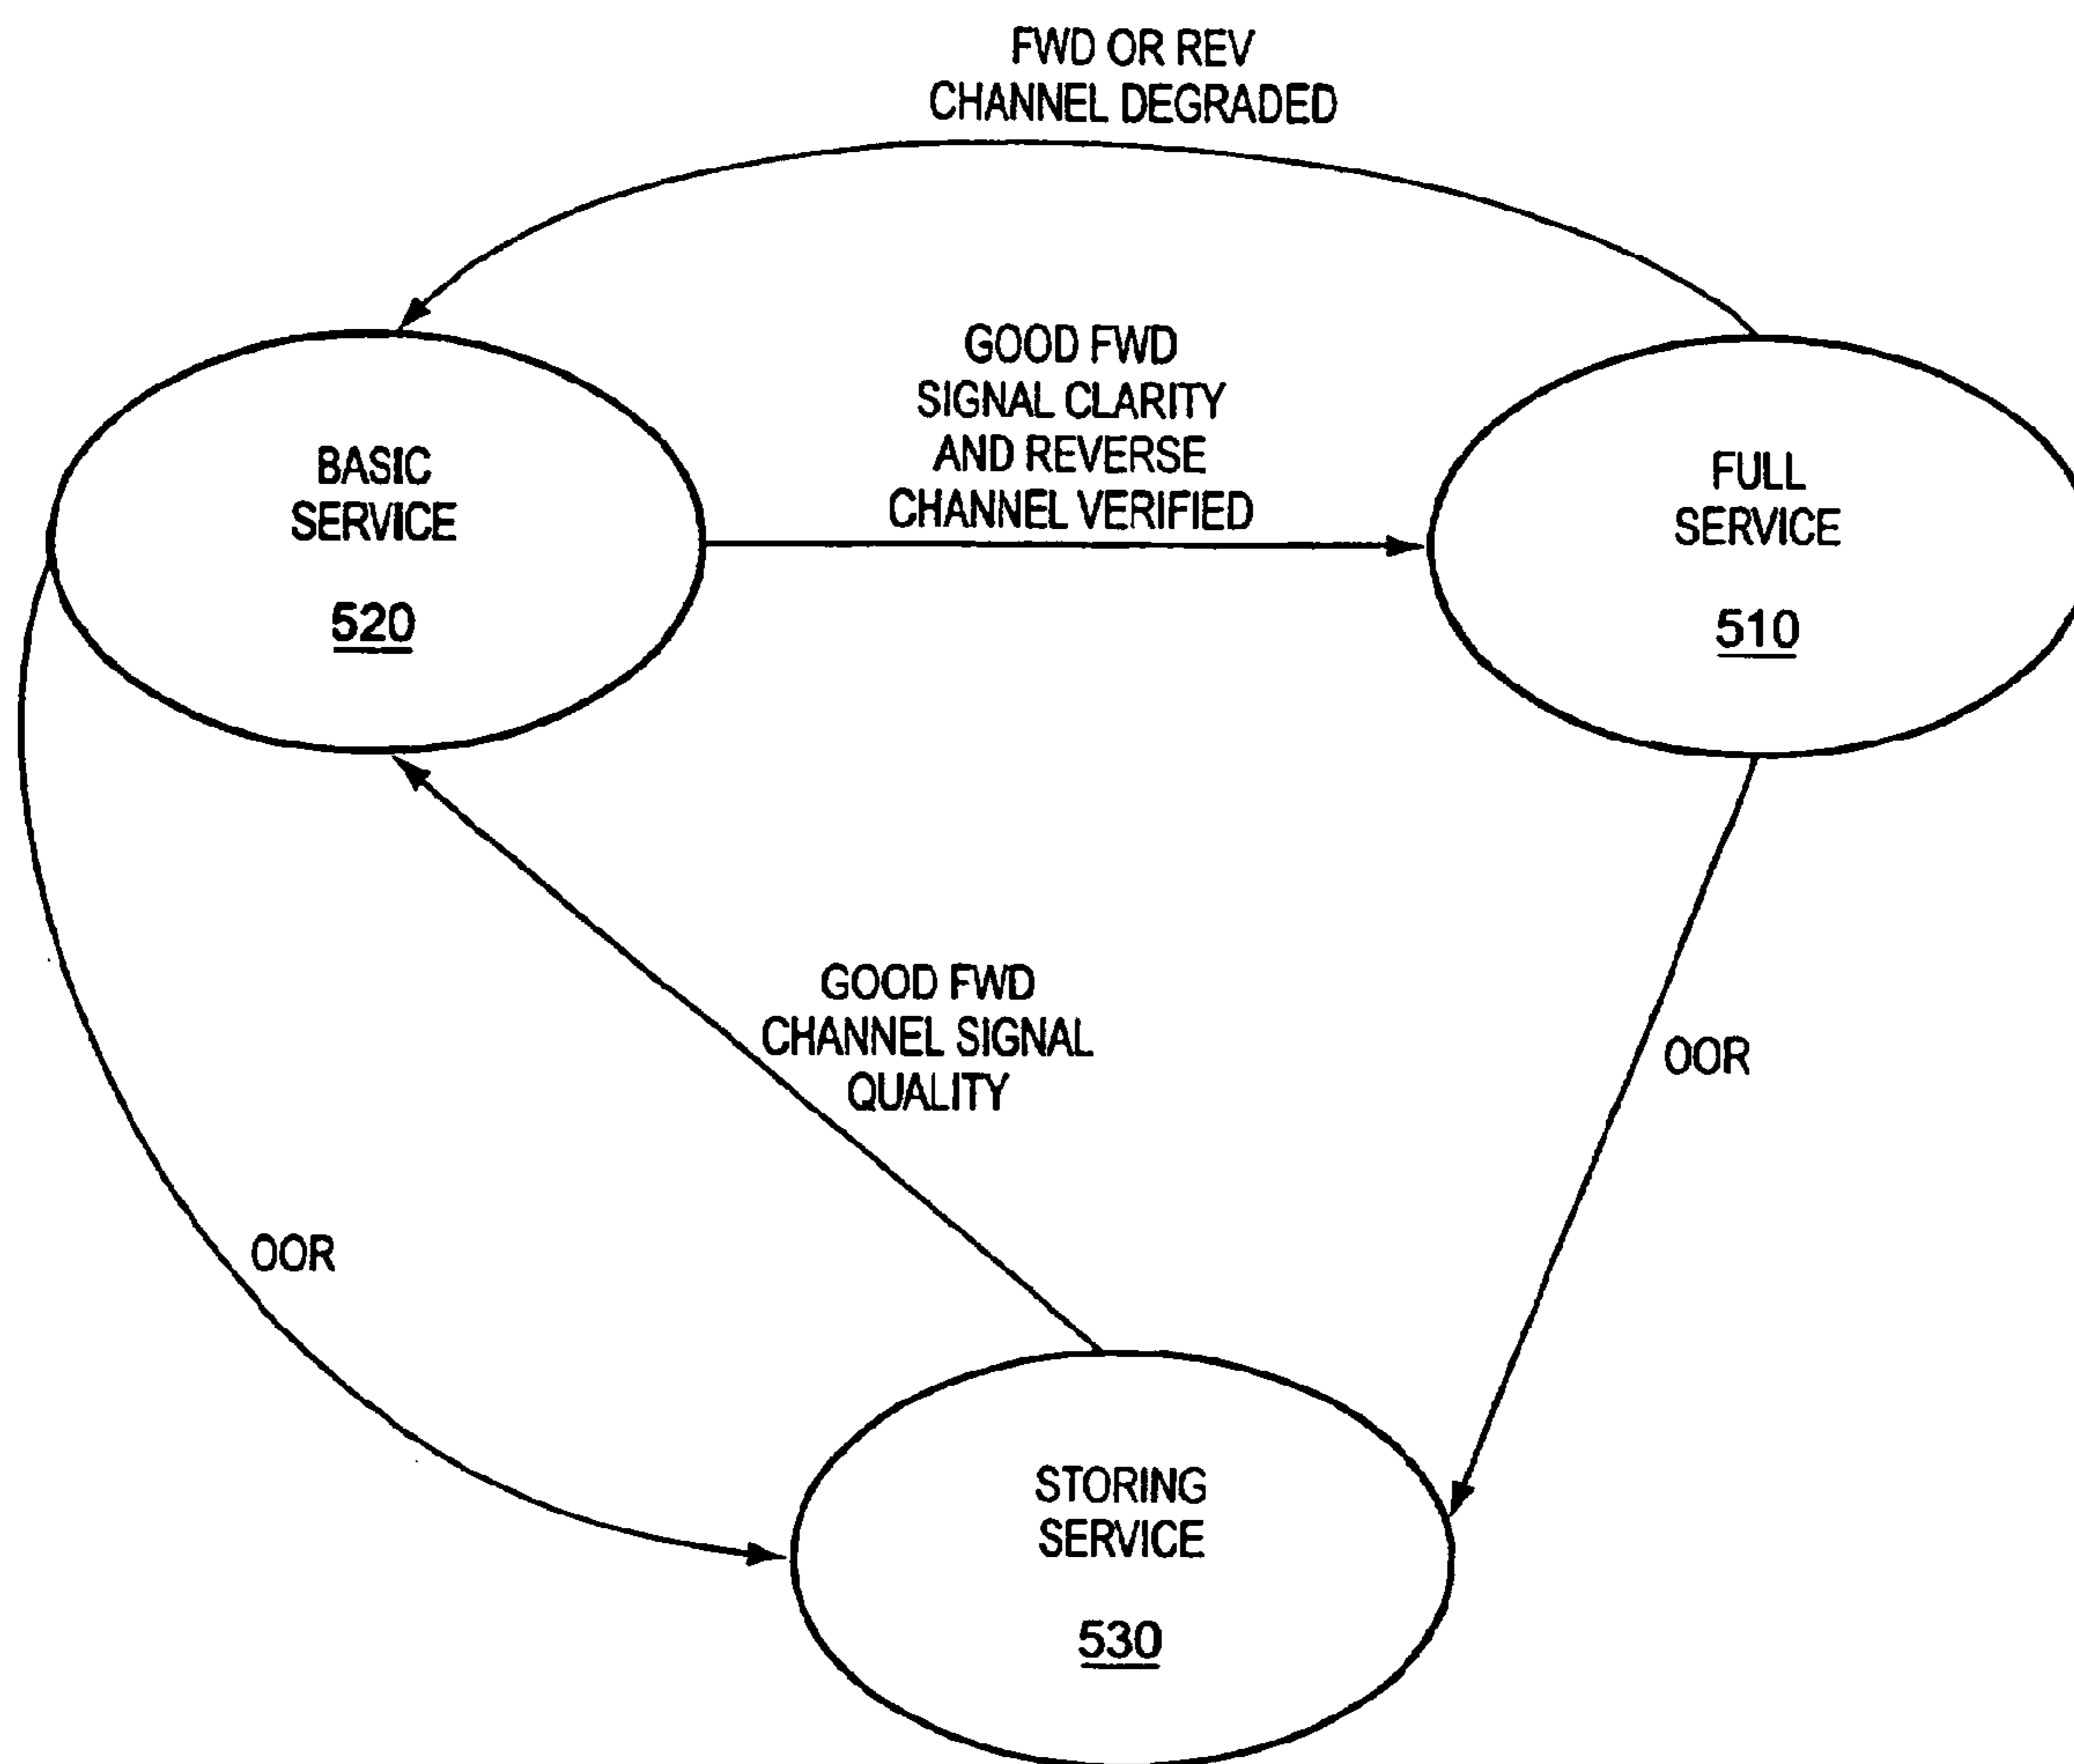 FWD OR REV
CHANNEL DEGRADED
GOOD FWD
SIGNAL CLARITY
AND REVERSE
CHANNEL VERIFIED
BASIC
SERVICE
520
FULL
SERVICE
510
GOOD FWD
CHANNEL SIGNAL
QUALITY
OOR
OOR
STORING
SERVICE
530